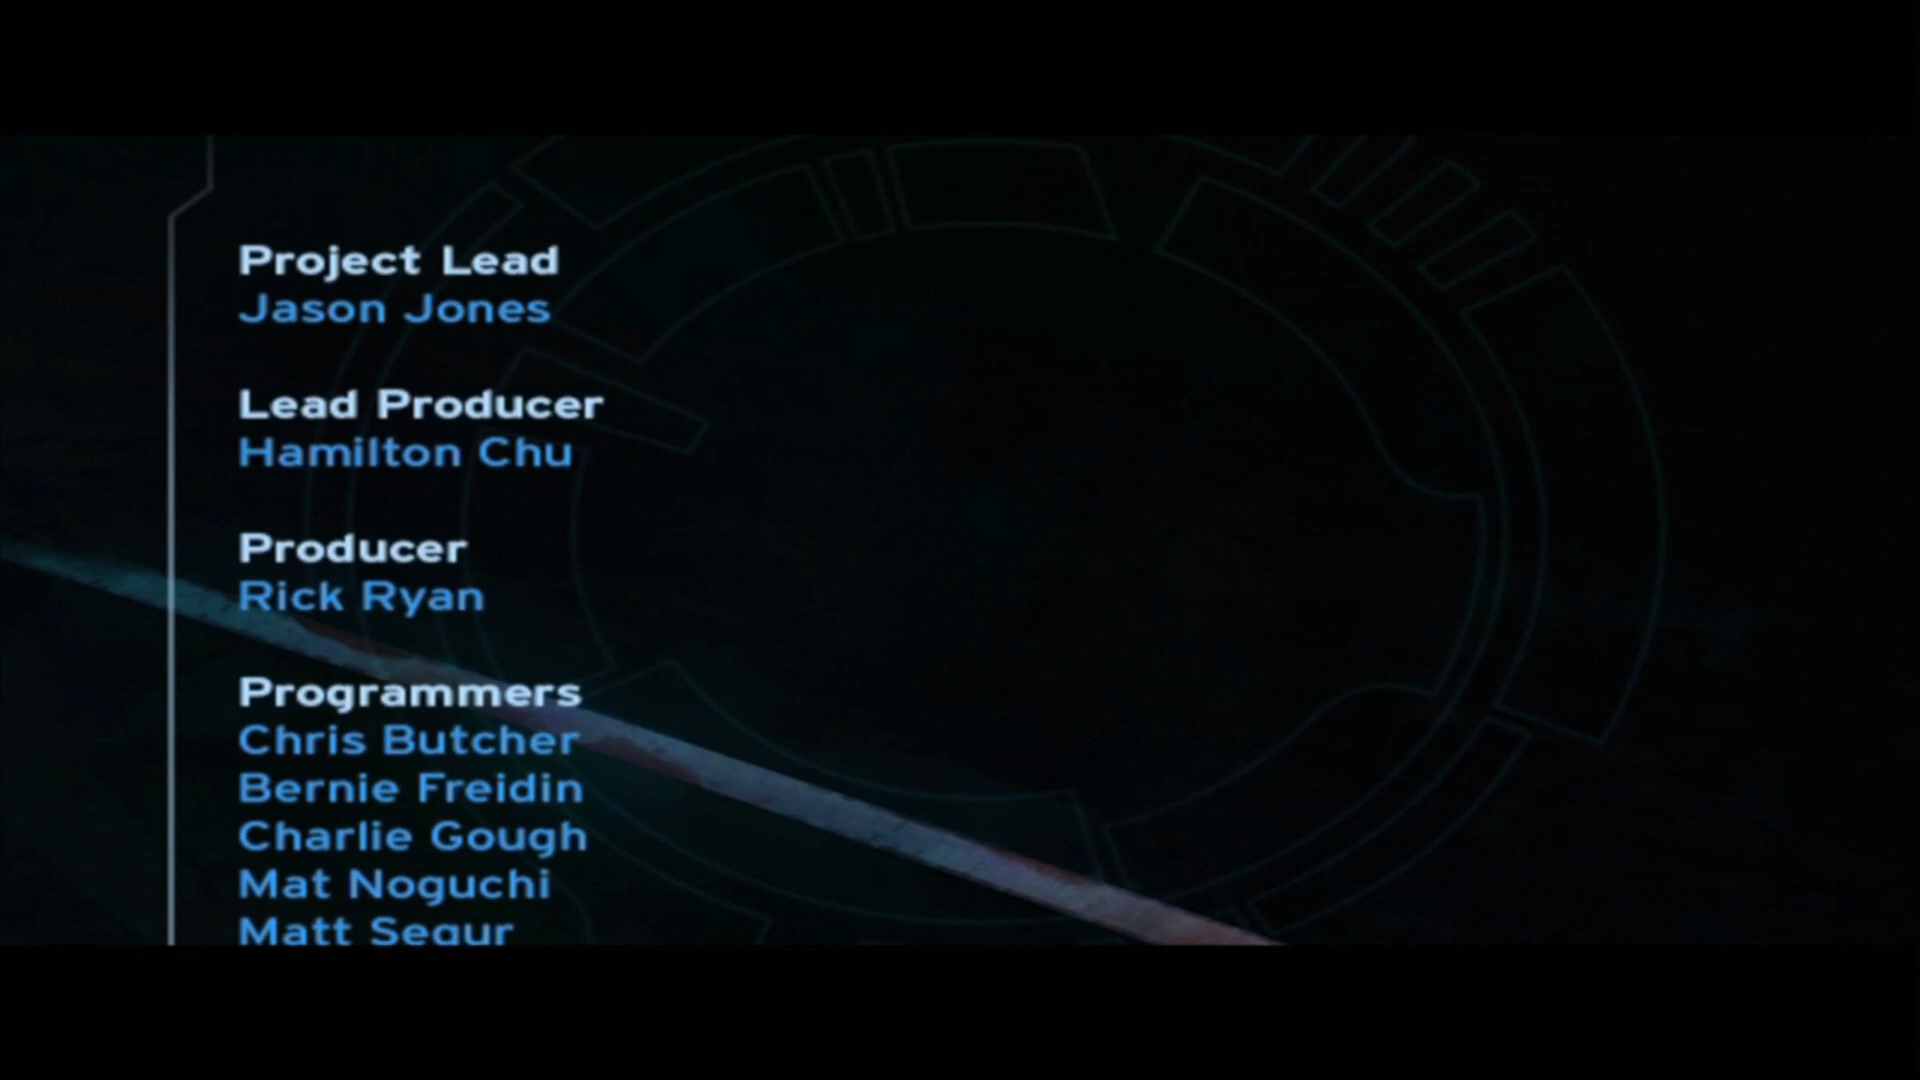 Project Lead
Jason Jones
Lead Producer
Hamilton Chu
Producer
Rick Ryan
Programmers
Chris Butcher
Bernie Freidin
Charlie Gough
Mat Noguchi
Matt Segur